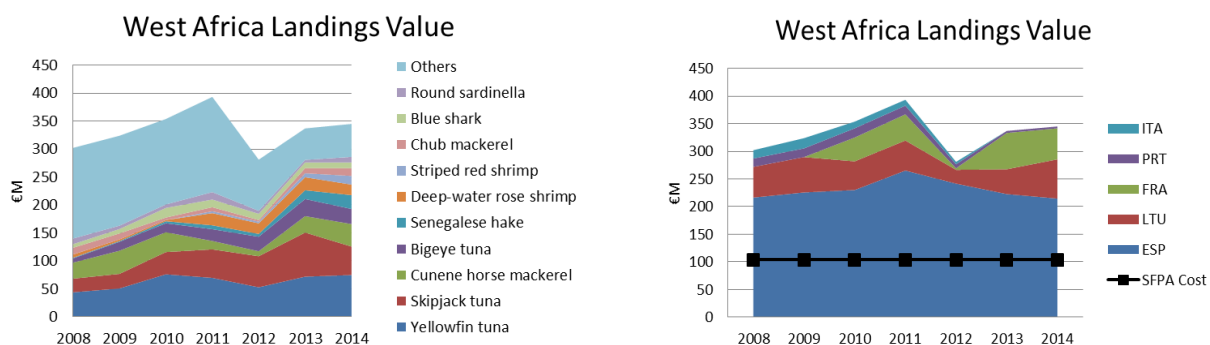 West Africa Landings Value
450
400
350
300
250
200
150
100
50
0
€M
2008 2009 2010 2011 2012 2013 2014
Others
Round sardinella
Blue shark
Chub mackerel
Striped red shrimp
Deep-water rose shrimp
Senegalese hake
Bigeye tuna
Cunene horse mackerel
Skipjack tuna
Yellowfin tuna
West Africa Landings Value
450
400
350
300
250
200
150
100
50
0
€M
2008 2009 2010 2011 2012 2013 2014
ITA
PRT
FRA
LTU
ESP
SFPA Cost